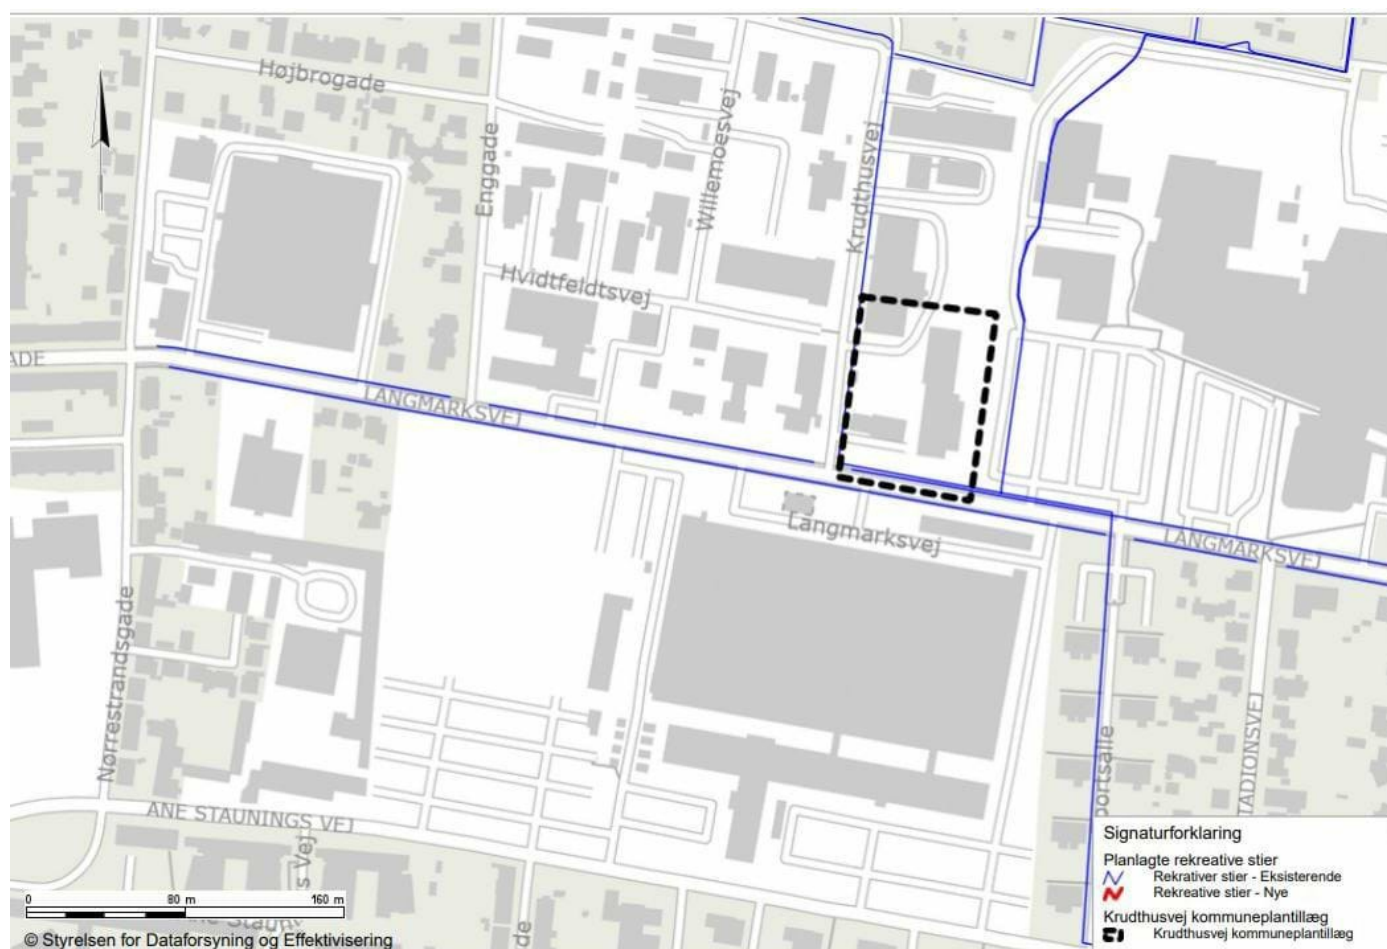 Højbrogade
Enggade
Willemoesvej
Krudthusvej
Hvidtfeldtsvej
ADE
LANGMARKSVEJ
Langmarksvej
LANGMARKSVEJ
Nørrestrandsgade
ANE STAUNINGS VEJ
s Vej
de
portsalle
TADIONSVEJ
Signaturforklaring
Planlagte rekreative stier
Rekrativer stier - Eksisterende
Rekreative stier - Nye
Krudthusvej kommuneplantillæg
Krudthusvej kommuneplantillæg
0 80 m 160 m
© Styrelsen for Dataforsyning og Effektivisering